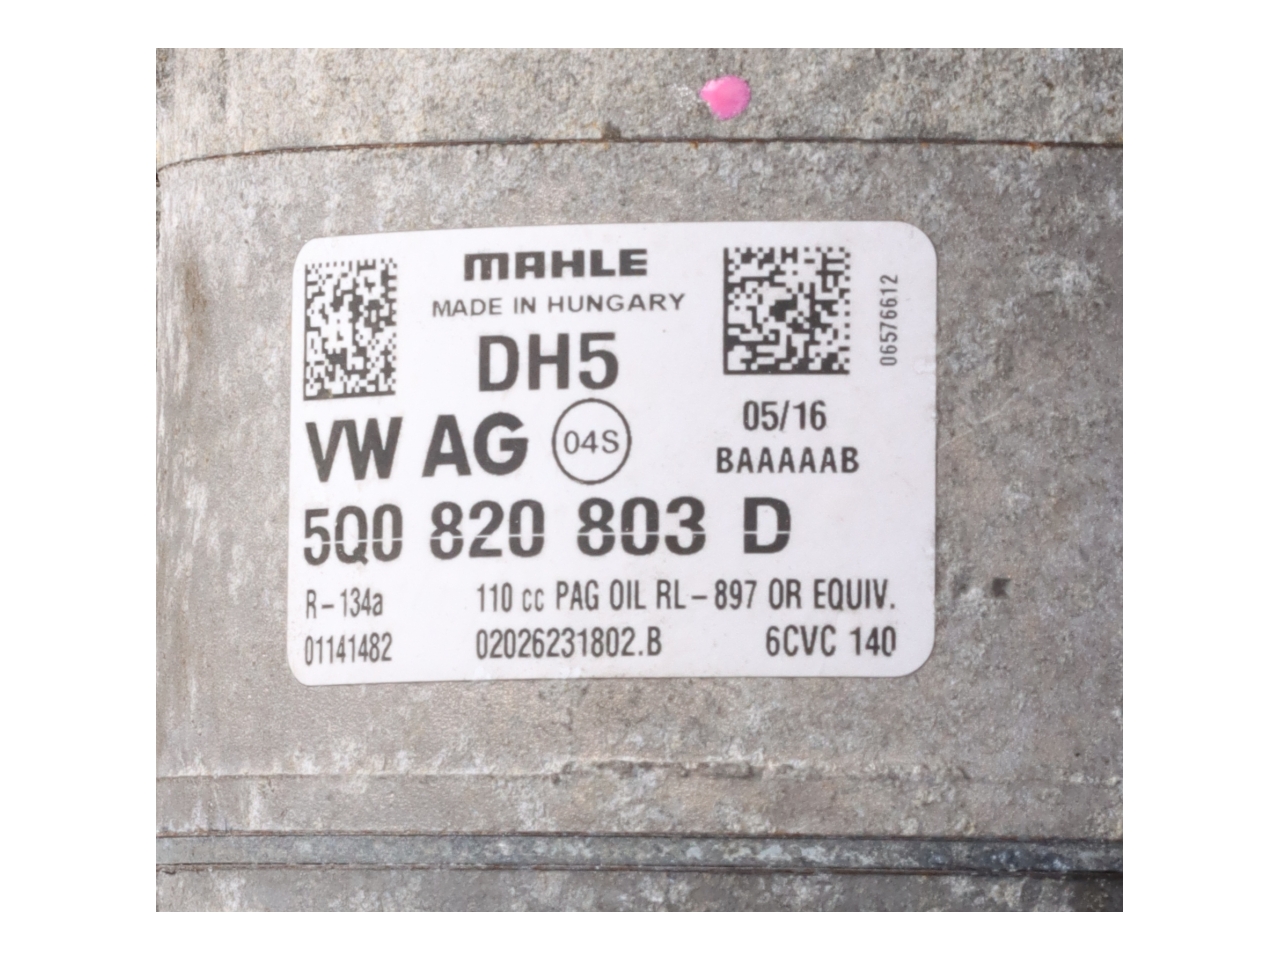 MAHLE
MADE IN HUNGARY
DH5
06576612
VW AG 04S
05/16
BAAAAAB
5Q0 820 803 D
R-134a 110 cc PAG OIL RL-897 OR EQUIV.
01141482 02026231802.B 6CVC 140